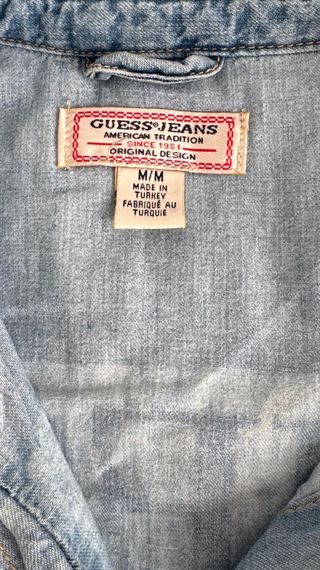 GUESS®JEANS
AMERICAN TRADITION
SINCE 1981
ORIGINAL DESIGN
M/M
MADE IN
TURKEY
FABRIQUÉ AU
TURQUIE